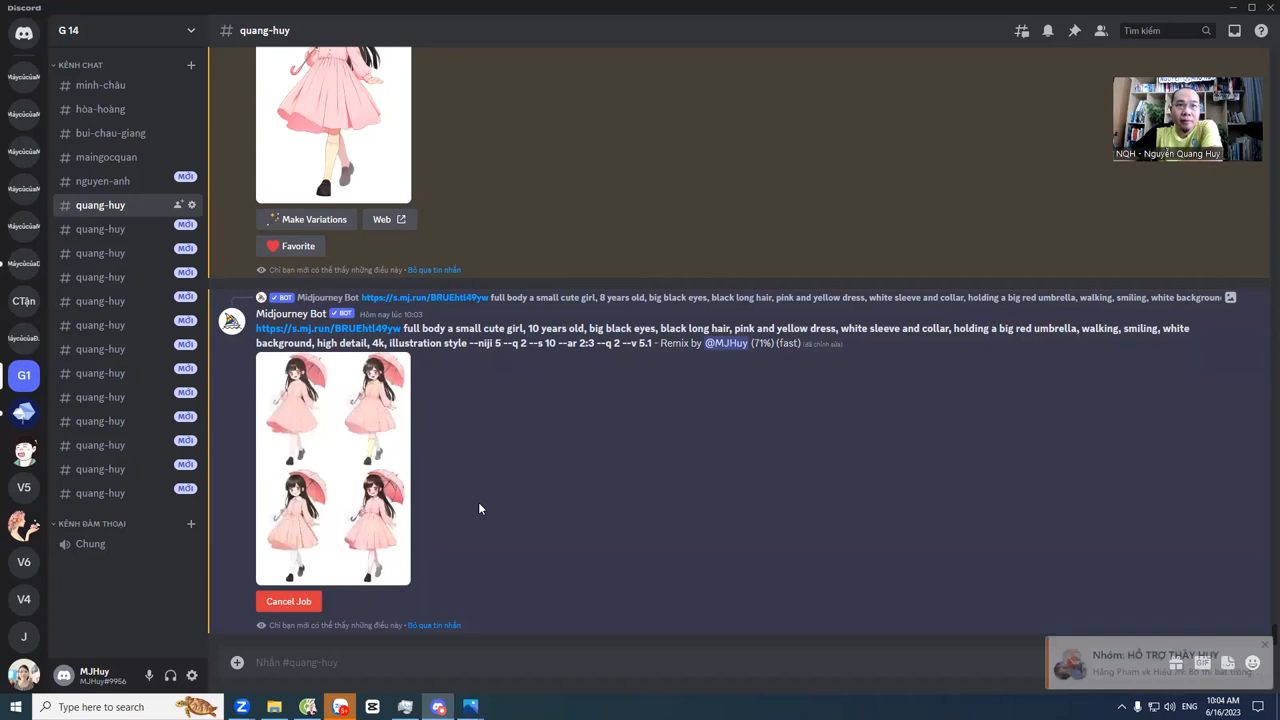 Discord
G 14
# quang-huy
Tìm kiếm
KÊNH CHAT
# minh-châu
# hòa-hoàng
# bui-chau-giang
# maingocquan
# nguyen-anh
MỚI
# quang-huy
# quang-huy
MỚI
# quang-huy
MỚI
# quang-huy
MỚI
# quang-huy
MỚI
# quang-huy
MỚI
# quang-huy
MỚI
# quang-huy
MỚI
# quang-huy
MỚI
# quang-huy
MỚI
# quang-huy
MỚI
# quang-huy
MỚI
# quang-huy
MỚI
KÊNH ĐÀM THOẠI
Chung
CTận
G1
V5
V6
V4
J
MJHuy
MJHuy#9956
NQH - Nguyễn Quang Huy
Make Variations
Web
Favorite
Chỉ bạn mới có thể thấy những điều này • Bỏ qua tin nhắn
BOT Midjourney Bot https://s.mj.run/BRUEhtl49yw full body a small cute girl, 8 years old, big black eyes, black long hair, pink and yellow dress, white sleeve and collar, holding a big red umbrella, walking, smiling, white backgroun
Midjourney Bot BOT Hôm nay lúc 10:03
https://s.mj.run/BRUEhtl49yw full body a small cute girl, 10 years old, big black eyes, black long hair, pink and yellow dress, white sleeve and collar, holding a big red umbrella, walking, smiling, white
background, high detail, 4k, illustration style --niji 5 --q 2 --s 10 --ar 2:3 --q 2 --v 5.1 - Remix by @MJHuy (71%) (fast) (đã chỉnh sửa)
Cancel Job
Chỉ bạn mới có thể thấy những điều này • Bỏ qua tin nhắn
Nhắn #quang-huy
Nhóm: HỖ TRỢ THẦY HUY
GIF
Type here to search
5+
ENG
10:04 AM
6/16/2023